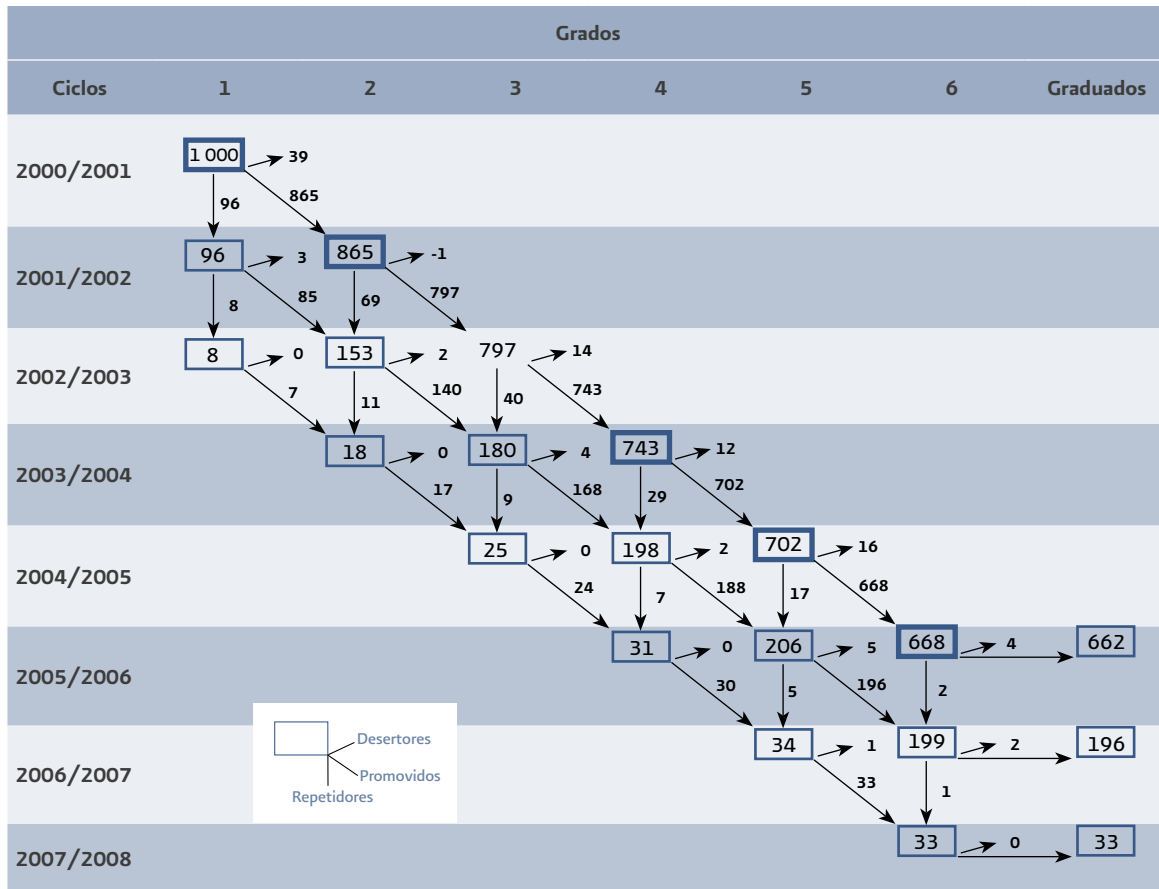 Grados
Ciclos 1 2 3 4 5 6 Graduados
2000/2001 1 000 39
96 865
2001/2002 96 3 865 -1
8 85 69 797
2002/2003 8 0 153 2 797 14
7 11 140 40 743
2003/2004 18 0 180 4 743 12
17 9 168 29 702
2004/2005 25 0 198 2 702 16
24 7 188 17 668
2005/2006 31 0 206 5 668 4 662
30 5 196 2
2006/2007 34 1 199 2 196
33 1
2007/2008 33 0 33
Desertores
Promovidos
Repetidores